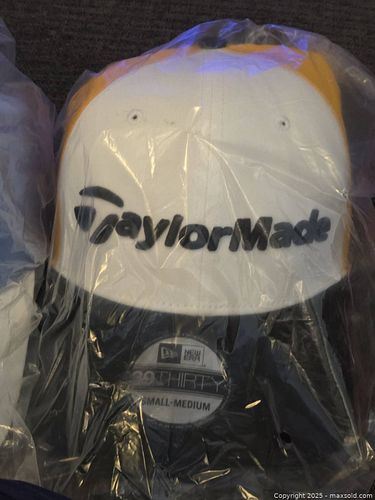 TaylorMade
NEW ERA
39THIRTY
SMALL-MEDIUM
Copyright 2025 - maxsold.com